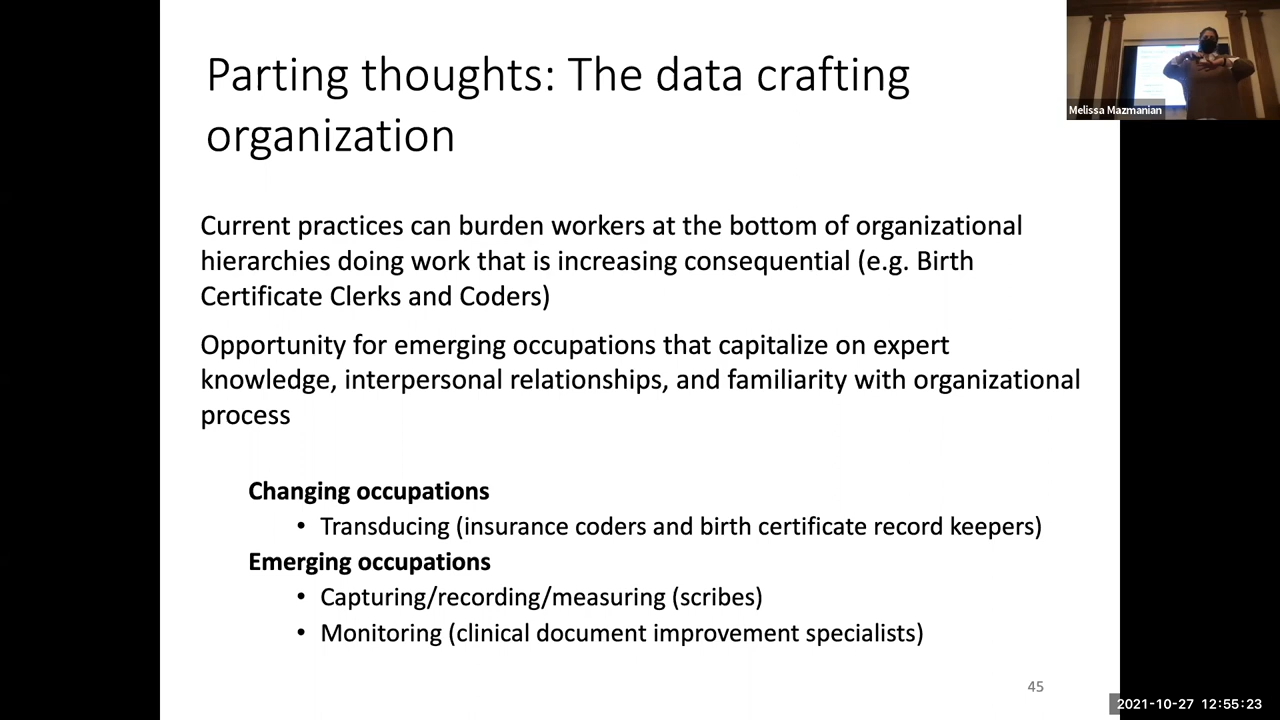 Parting thoughts: The data crafting
organization
Melissa Mazmanian
Current practices can burden workers at the bottom of organizational
hierarchies doing work that is increasing consequential (e.g. Birth
Certificate Clerks and Coders)
Opportunity for emerging occupations that capitalize on expert
knowledge, interpersonal relationships, and familiarity with organizational
process
Changing occupations
• Transducing (insurance coders and birth certificate record keepers)
Emerging occupations
• Capturing/recording/measuring (scribes)
• Monitoring (clinical document improvement specialists)
45
2021-10-27 12:55:23